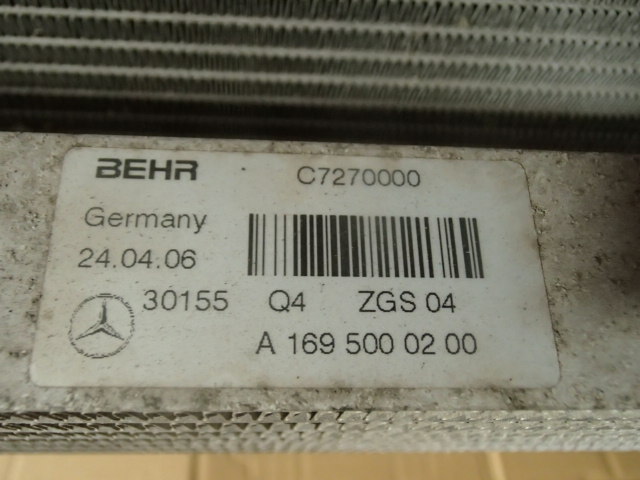 BEHR C7270000
Germany
24.04.06
30155 Q4 ZGS 04
A 169 500 02 00